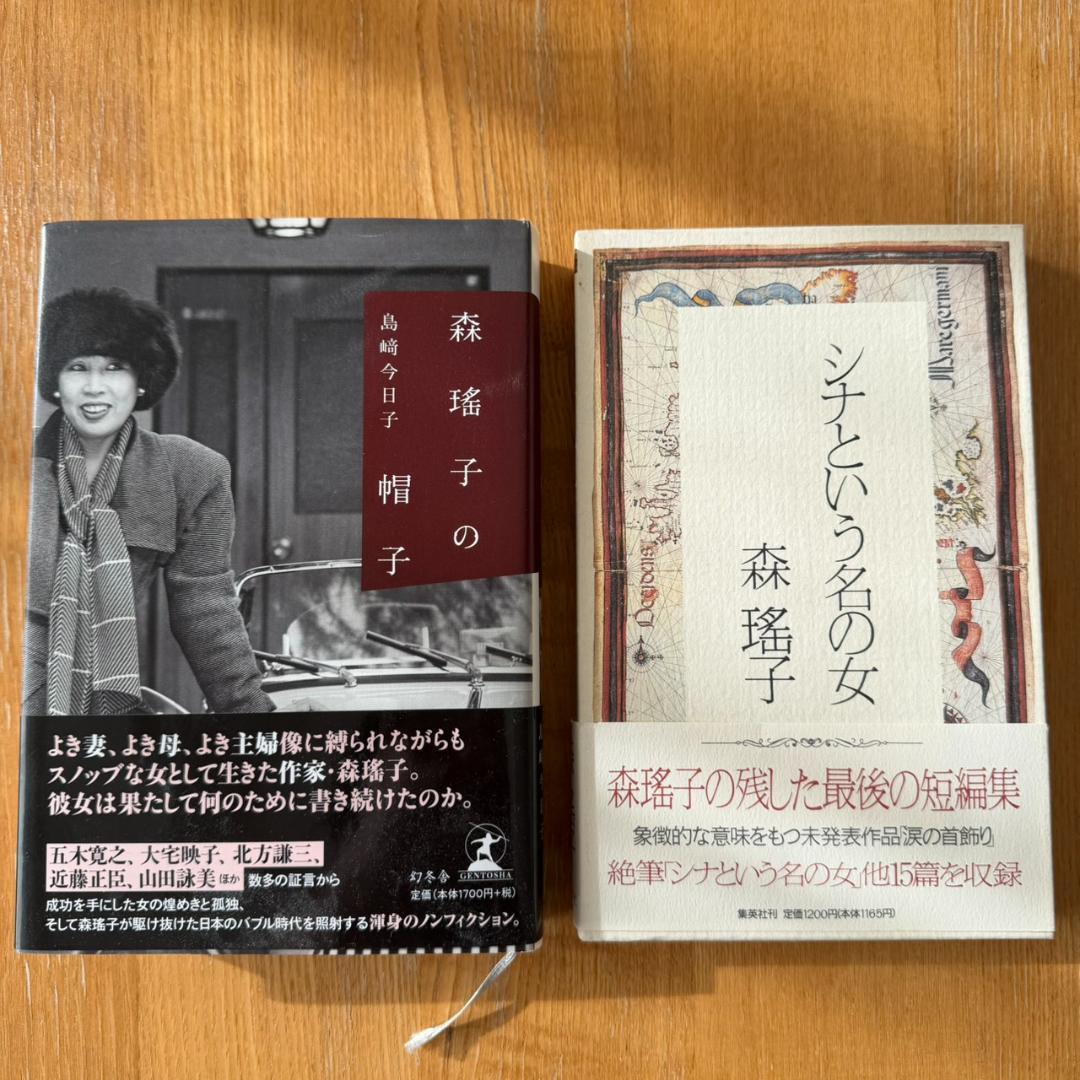 森瑤子の
帽子
島﨑今日子
よき妻、よき母、よき主婦像に縛られながらも
スノッブな女として生きた作家・森瑤子。
彼女は果たして何のために書き続けたのか。
五木寛之、大宅映子、北方謙三、
近藤正臣、山田詠美ほか 数多の証言から
成功を手にした女の煌めきと孤独、
そして森瑤子が駆け抜けた日本のバブル時代を照射する渾身のノンフィクション。
幻冬舎 GENTOSHA
定価(本体1700円+税)
シナという名の女
森瑤子
森瑤子の残した最後の短編集
象徴的な意味をもつ未発表作品「涙の首飾り」
絶筆「シナという名の女」他15篇を収録
集英社刊 定価1200円(本体1165円)